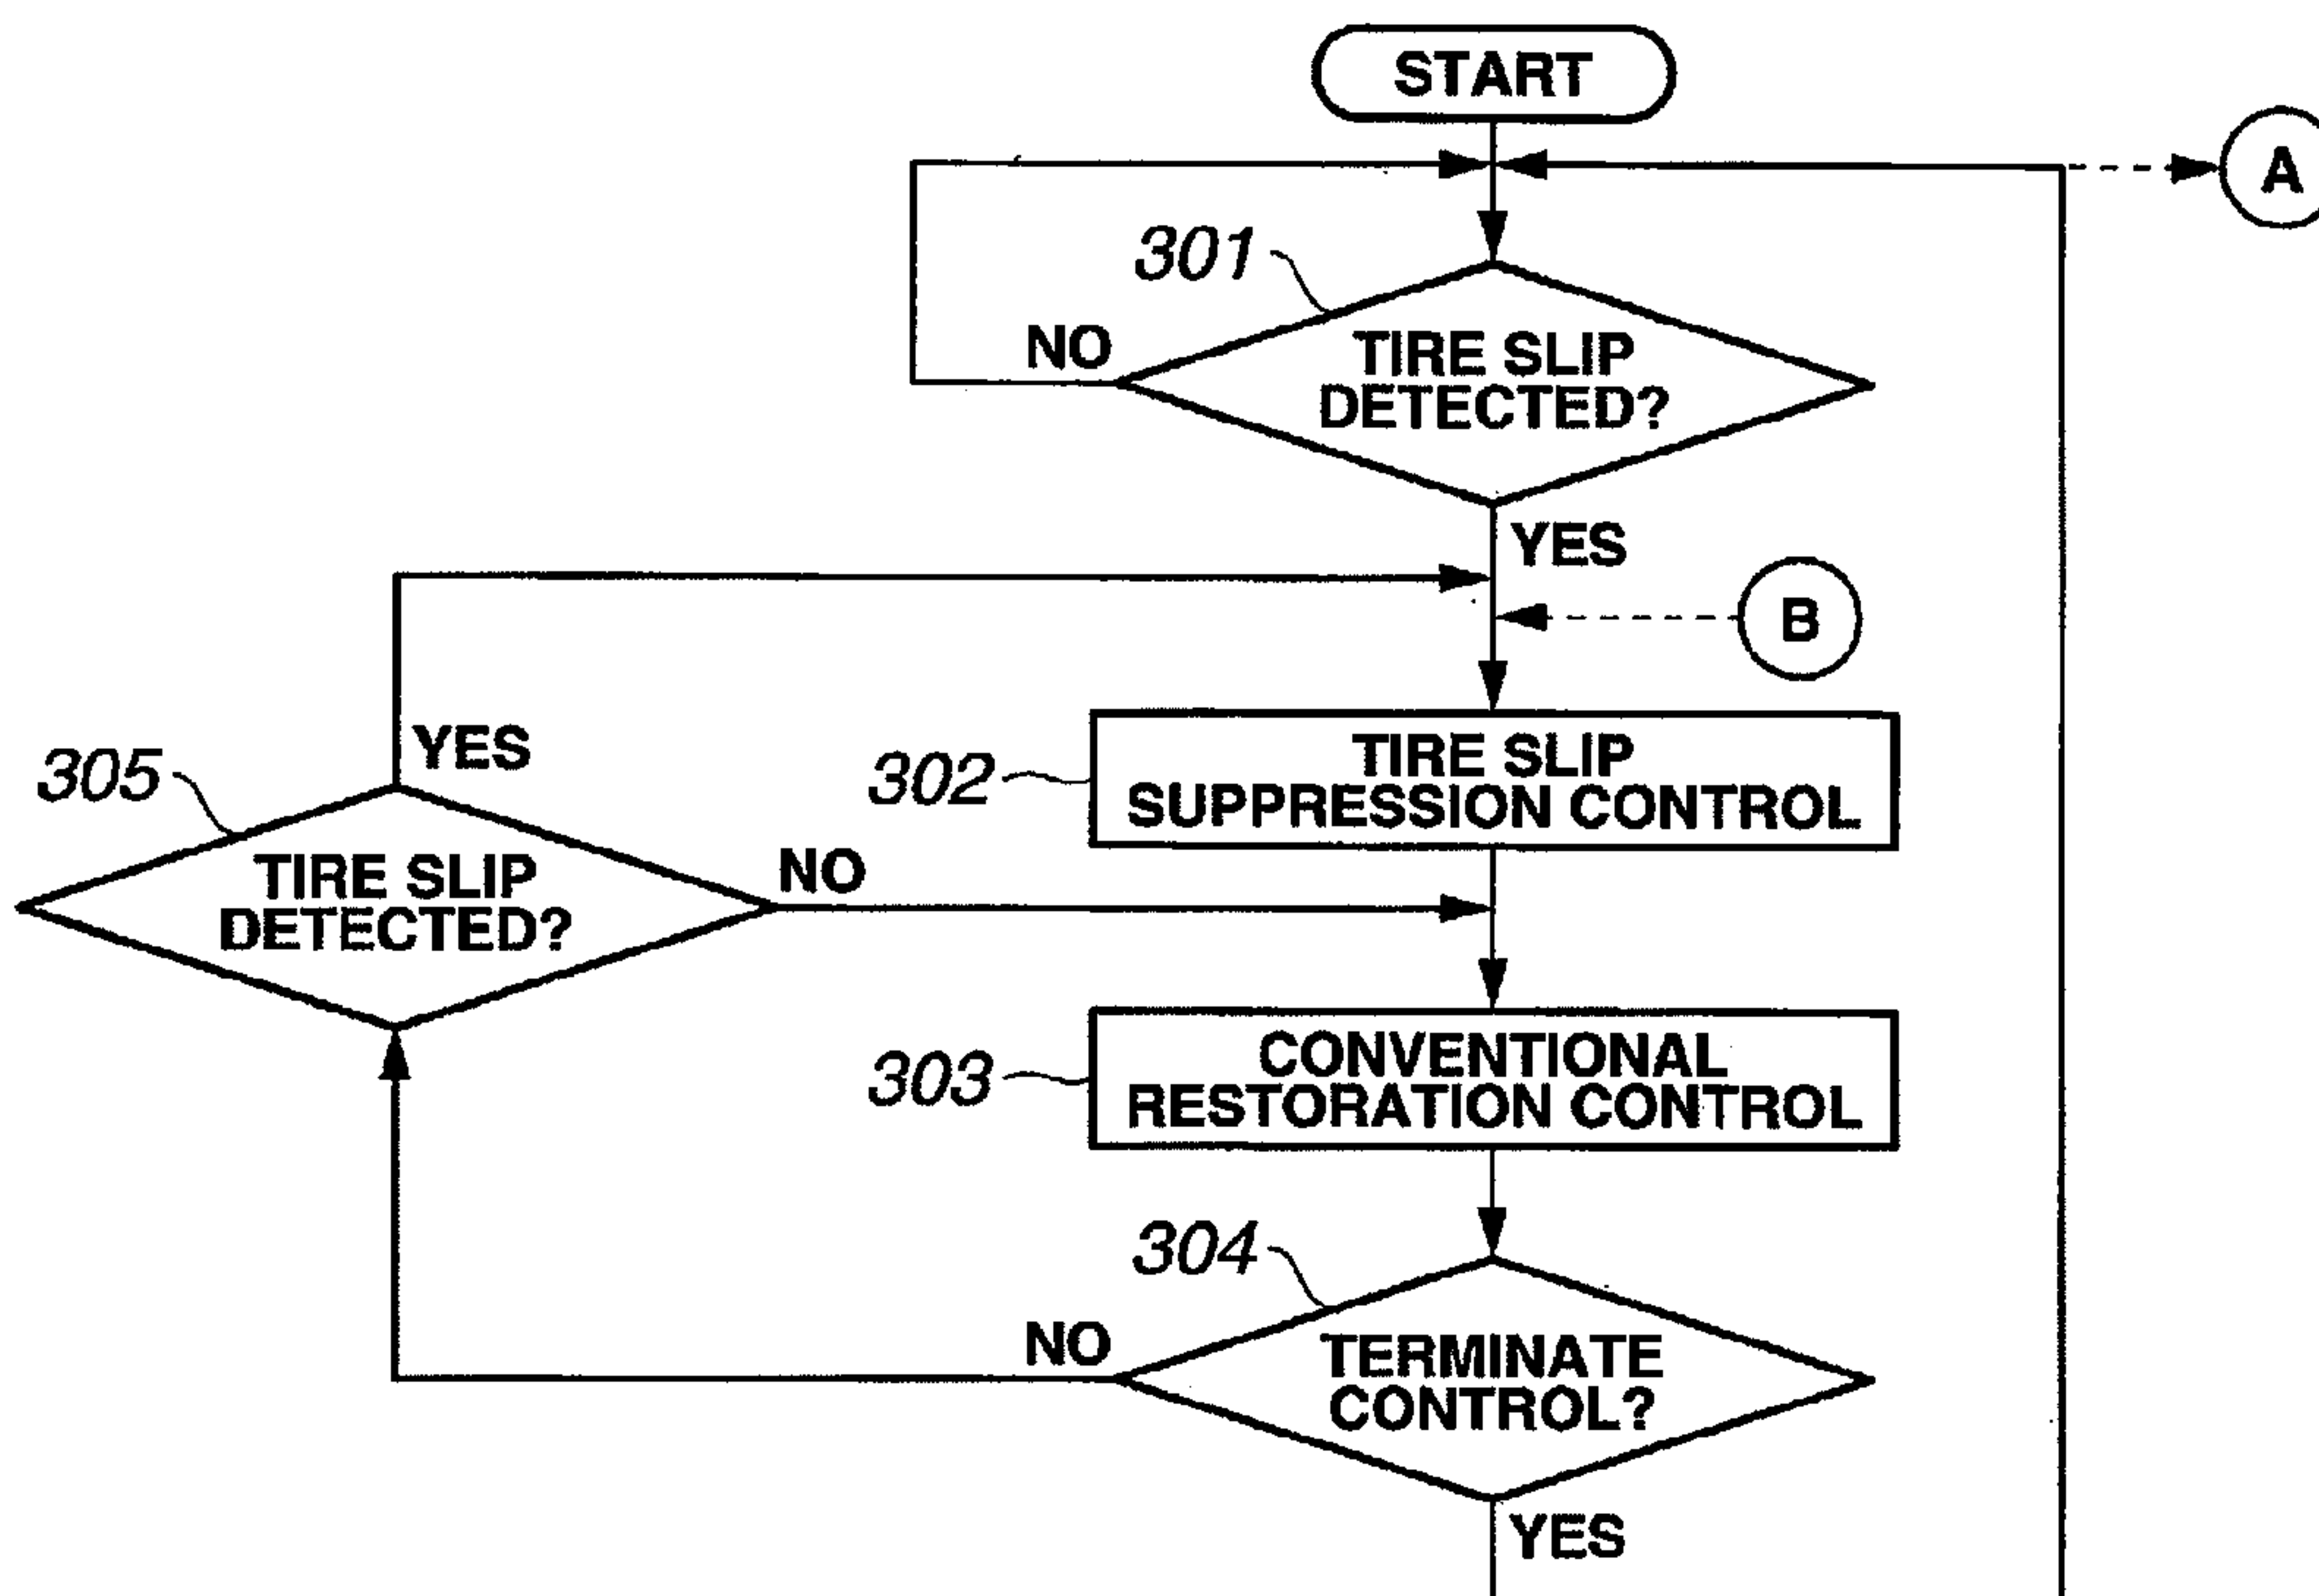 START
A
301
NO
TIRE SLIP
DETECTED?
YES
B
305
YES
302
TIRE SLIP
SUPPRESSION CONTROL
TIRE SLIP
DETECTED?
NO
303
CONVENTIONAL
RESTORATION CONTROL
304
NO
TERMINATE
CONTROL?
YES